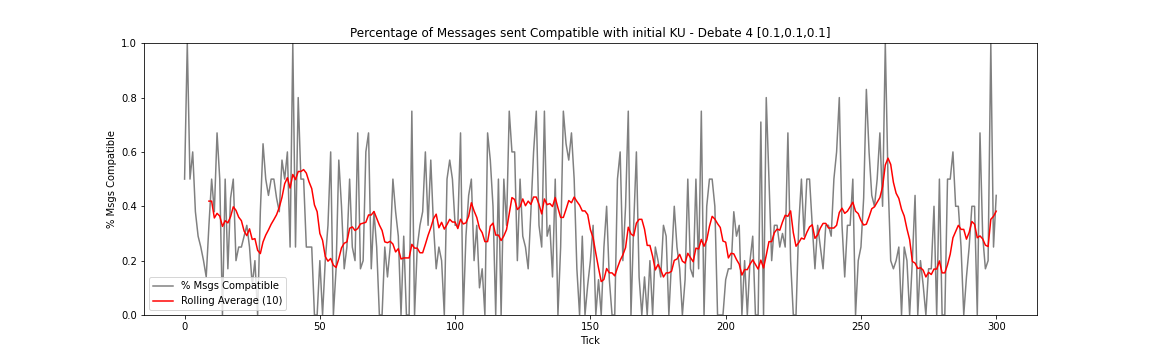 Percentage of Messages sent Compatible with initial KU - Debate 4 [0.1,0.1,0.1]
% Msgs Compatible
1.0
0.8
0.6
0.4
0.2
0.0
% Msgs Compatible
Rolling Average (10)
0
50
100
150
200
250
300
Tick